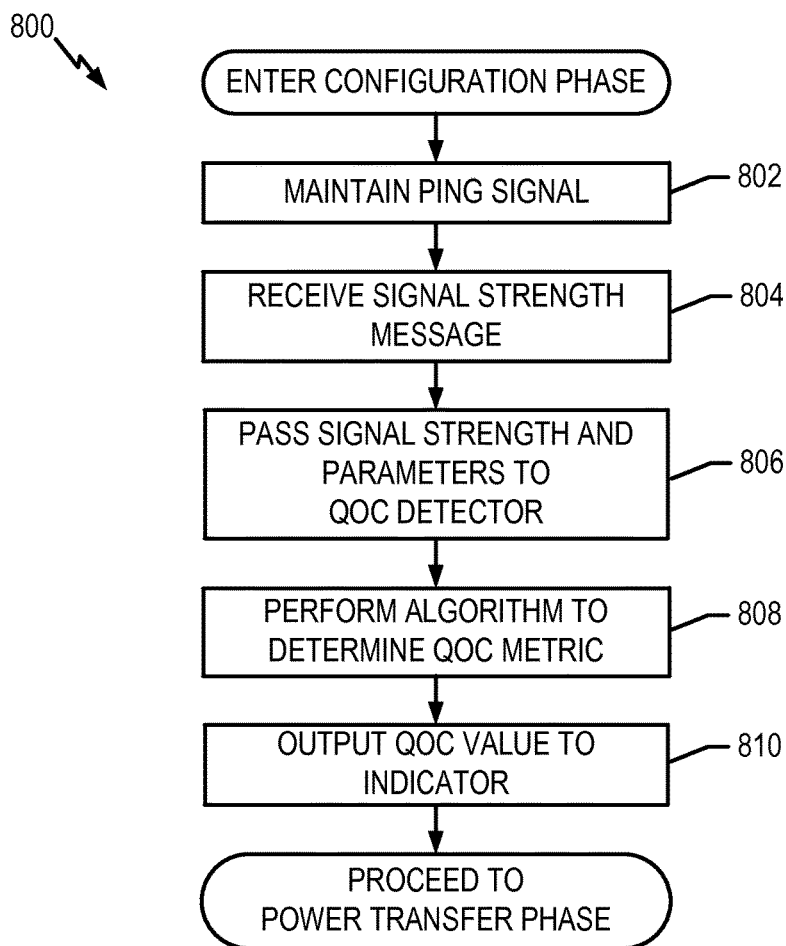 800
ENTER CONFIGURATION PHASE
MAINTAIN PING SIGNAL
802
RECEIVE SIGNAL STRENGTH
MESSAGE
804
PASS SIGNAL STRENGTH AND
PARAMETERS TO
QOC DETECTOR
806
PERFORM ALGORITHM TO
DETERMINE QOC METRIC
808
OUTPUT QOC VALUE TO
INDICATOR
810
PROCEED TO
POWER TRANSFER PHASE